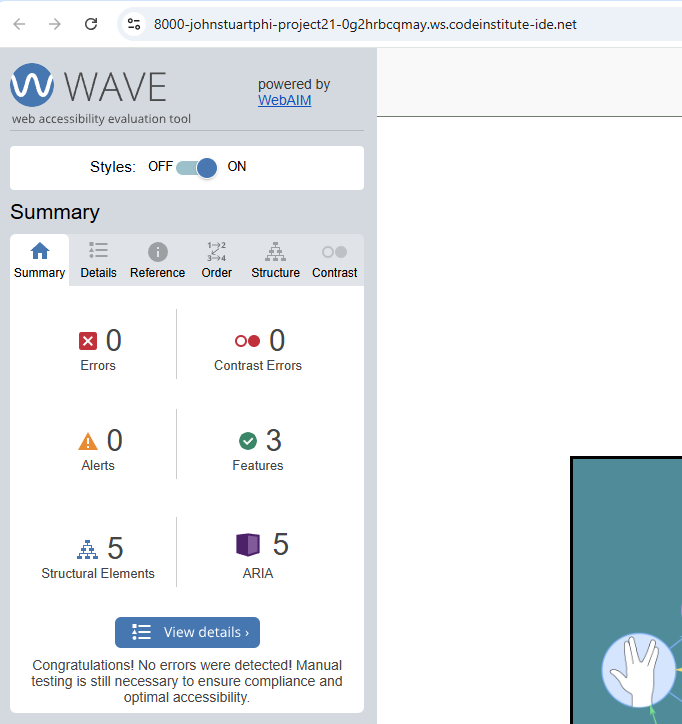 8000-johnstuartphi-project21-0g2hrbcqmay.ws.codeinstitute-ide.net
WAVE
web accessibility evaluation tool
powered by
WebAIM
Styles: OFF ON
Summary
Summary Details Reference Order Structure Contrast
0
Errors
0
Contrast Errors
0
Alerts
3
Features
5
Structural Elements
5
ARIA
View details ›
Congratulations! No errors were detected! Manual
testing is still necessary to ensure compliance and
optimal accessibility.